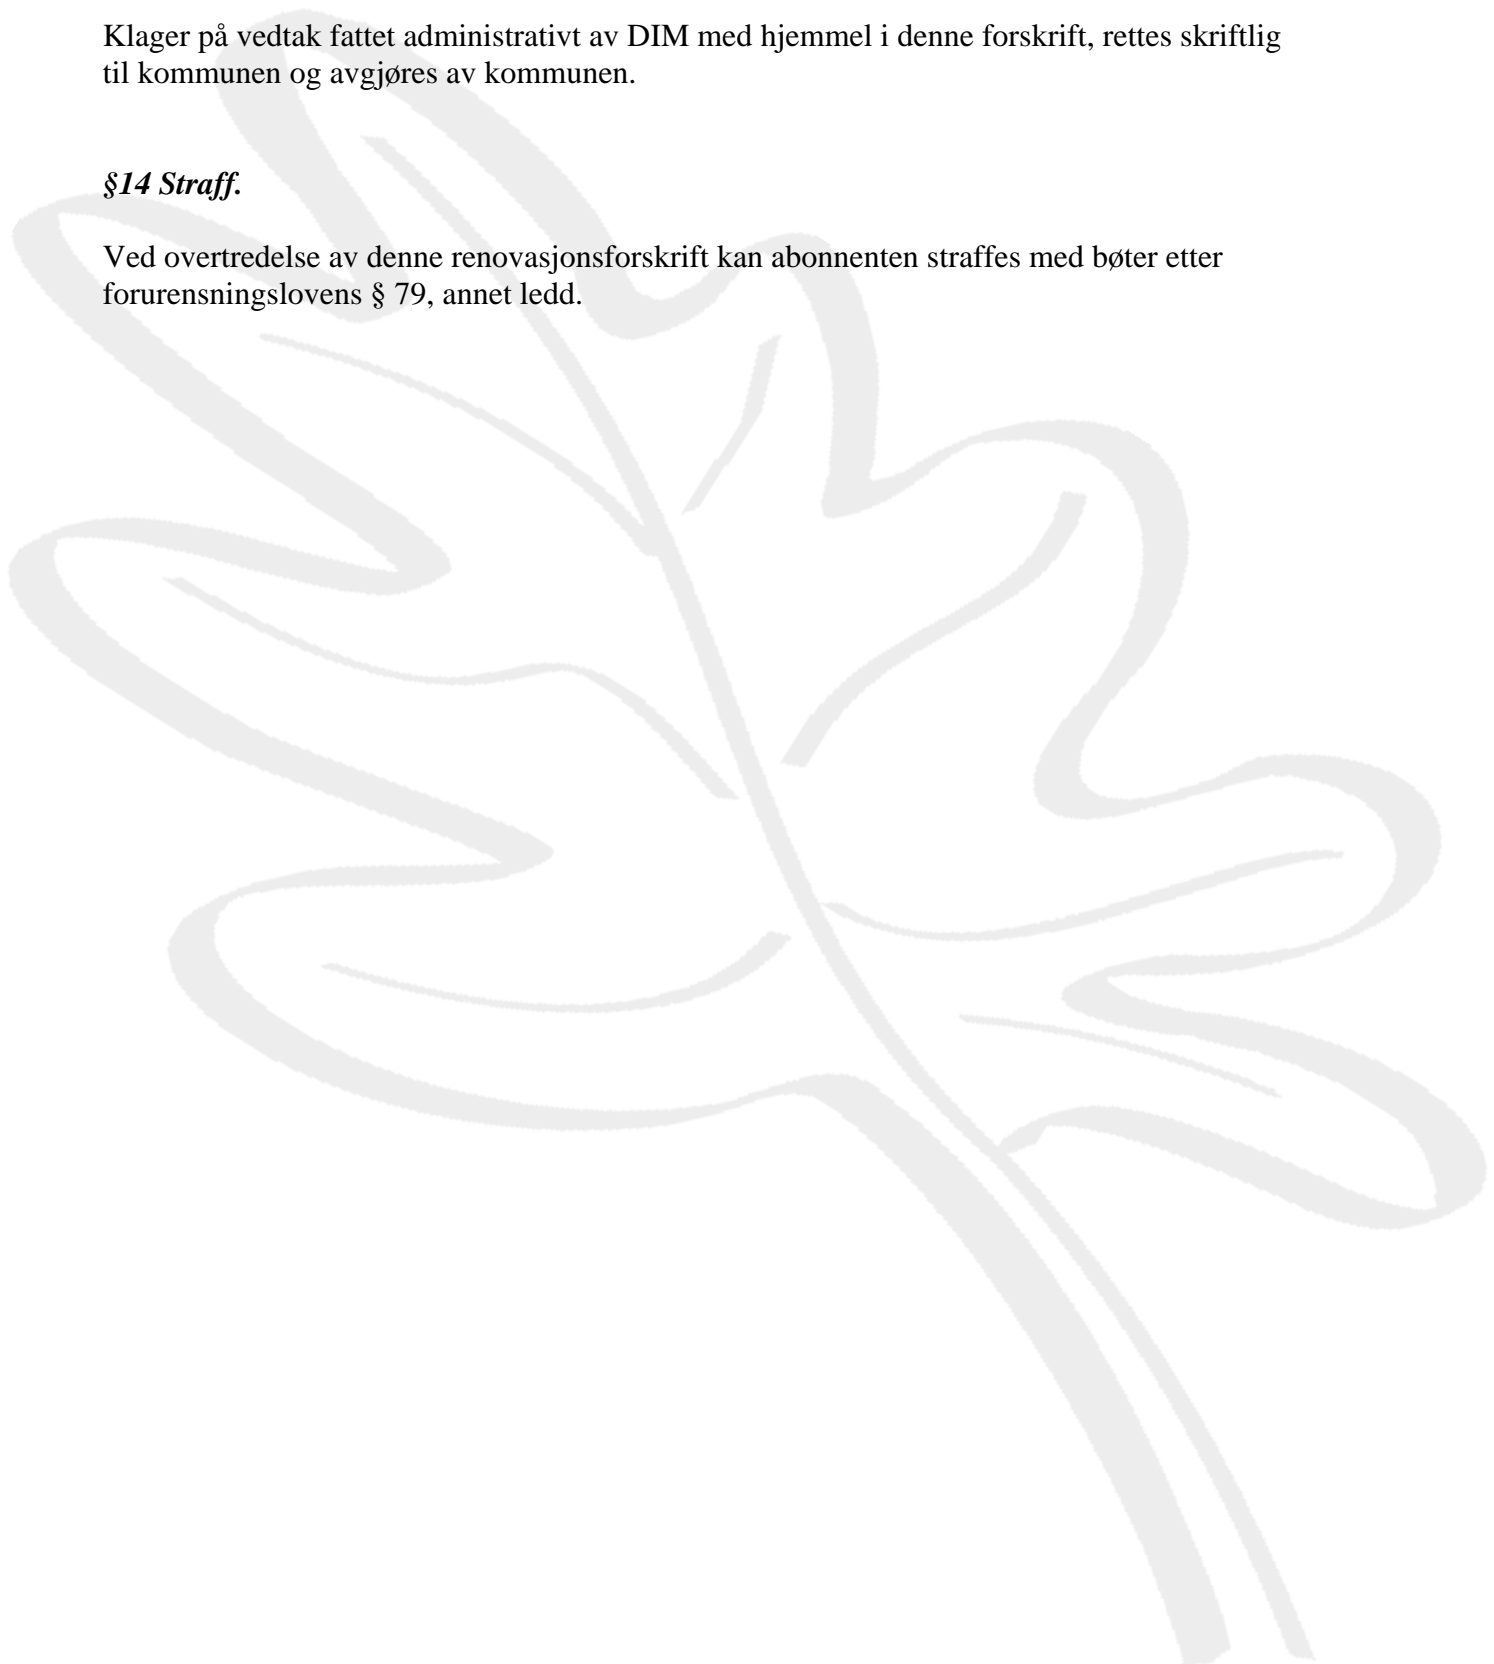 Klager på vedtak fattet administrativt av DIM med hjemmel i denne forskrift, rettes skriftlig
til kommunen og avgjøres av kommunen.
§14 Straff.
Ved overtredelse av denne renovasjonsforskrift kan abonnenten straffes med bøter etter
forurensningslovens § 79, annet ledd.